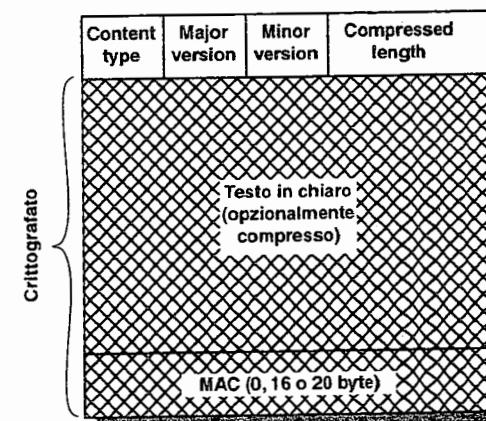 Content type
Major version
Minor version
Compressed length
Testo in chiaro
(opzionalmente
compresso)
Crittografato
MAC (0, 16 o 20 byte)